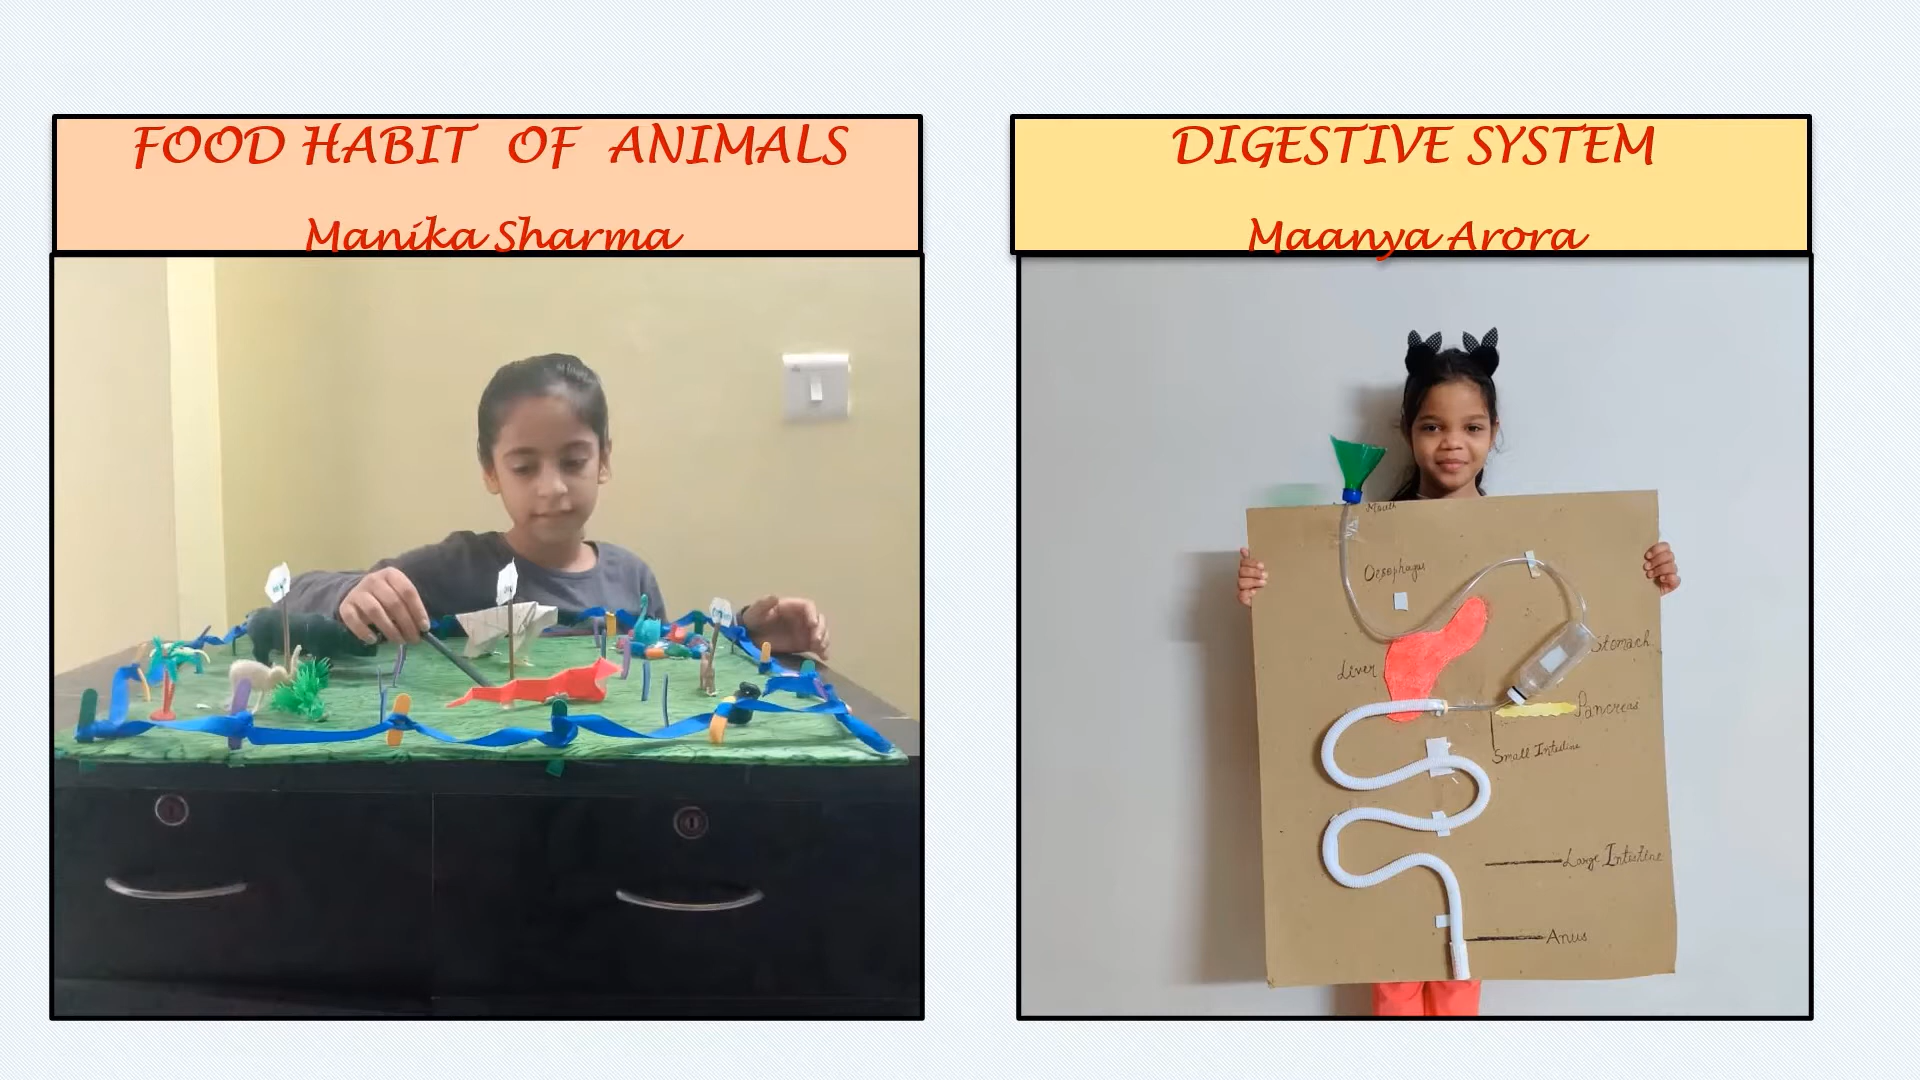 FOOD HABIT OF ANIMALS
Manika Sharma
DIGESTIVE SYSTEM
Maanya Arora
Mouth
Oesophagus
Stomach
Liver
Pancreas
Small Intestine
Large Intestine
Anus